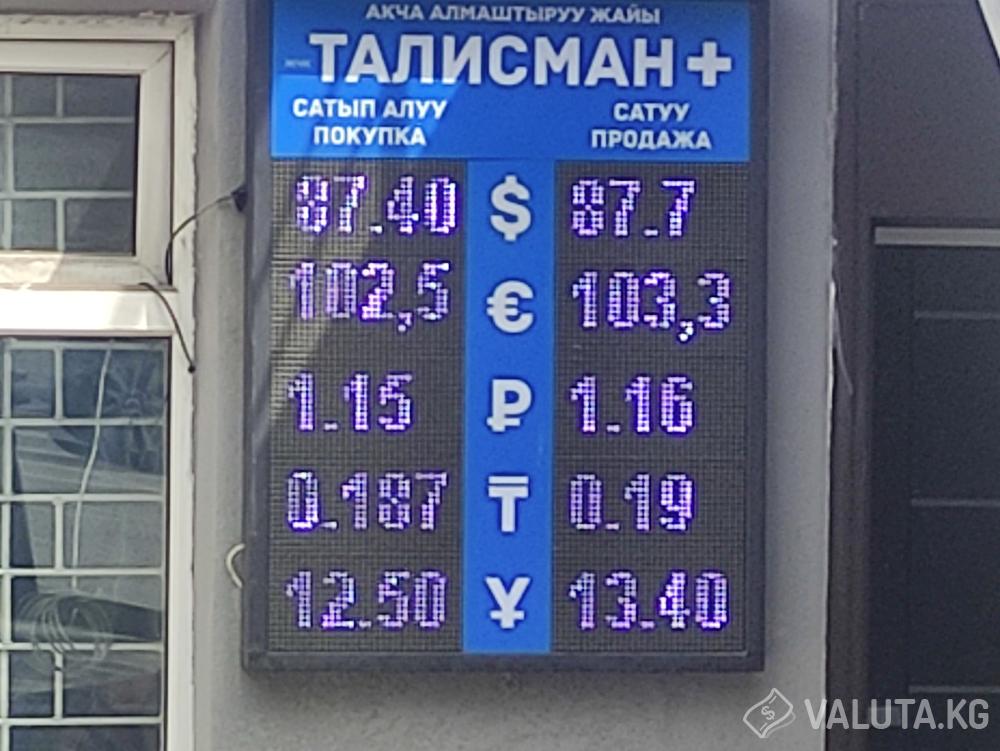 АКЧА АЛМАШТЫРУУ ЖАЙЫ
ТАЛИСМАН+
САТЫП АЛУУ САТУУ
ПОКУПКА ПРОДАЖА
87.40 $ 87.7
102,5 € 103,3
1.15 ₽ 1.16
0.187 ₸ 0.19
12.50 ¥ 13.40
VALUTA.KG